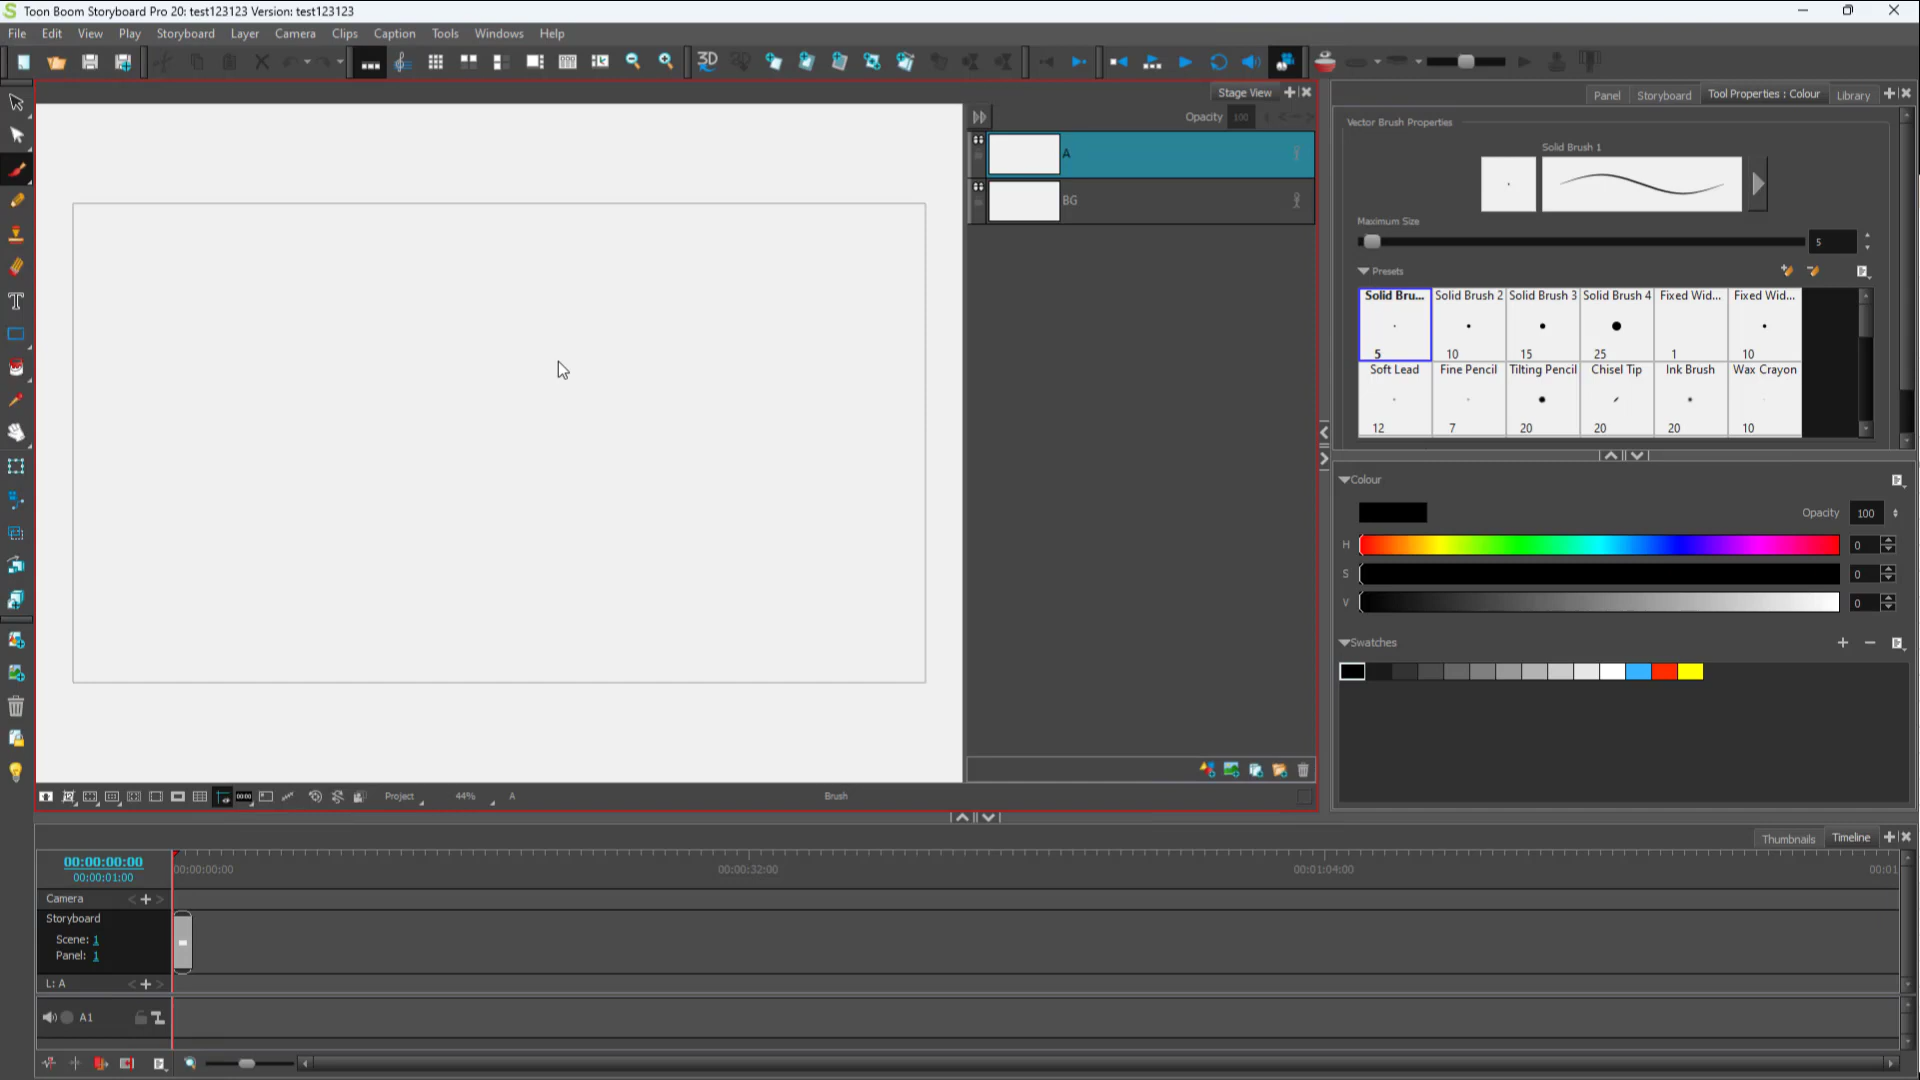 Toon Boom Storyboard Pro 20: test123123 Version: test123123
File Edit View Play Storyboard Layer Camera Clips Caption Tools Windows Help
3D
Stage View
Panel Storyboard Tool Properties : Colour Library
Opacity 100
A
BG
Vector Brush Properties
Solid Brush 1
Maximum Size
5
Presets
Solid Bru... Solid Brush 2 Solid Brush 3 Solid Brush 4 Fixed Wid... Fixed Wid...
5 10 15 25 1 10
Soft Lead Fine Pencil Tilting Pencil Chisel Tip Ink Brush Wax Crayon
12 7 20 20 20 10
Colour
Opacity 100
H 0
S 0
V 0
Swatches
Project 44% A Brush
Thumbnails Timeline
00:00:00:00
00:00:01:00
00:00:00:00 00:00:32:00 00:01:04:00 00:01
Camera
Storyboard
Scene: 1
Panel: 1
L: A
A1